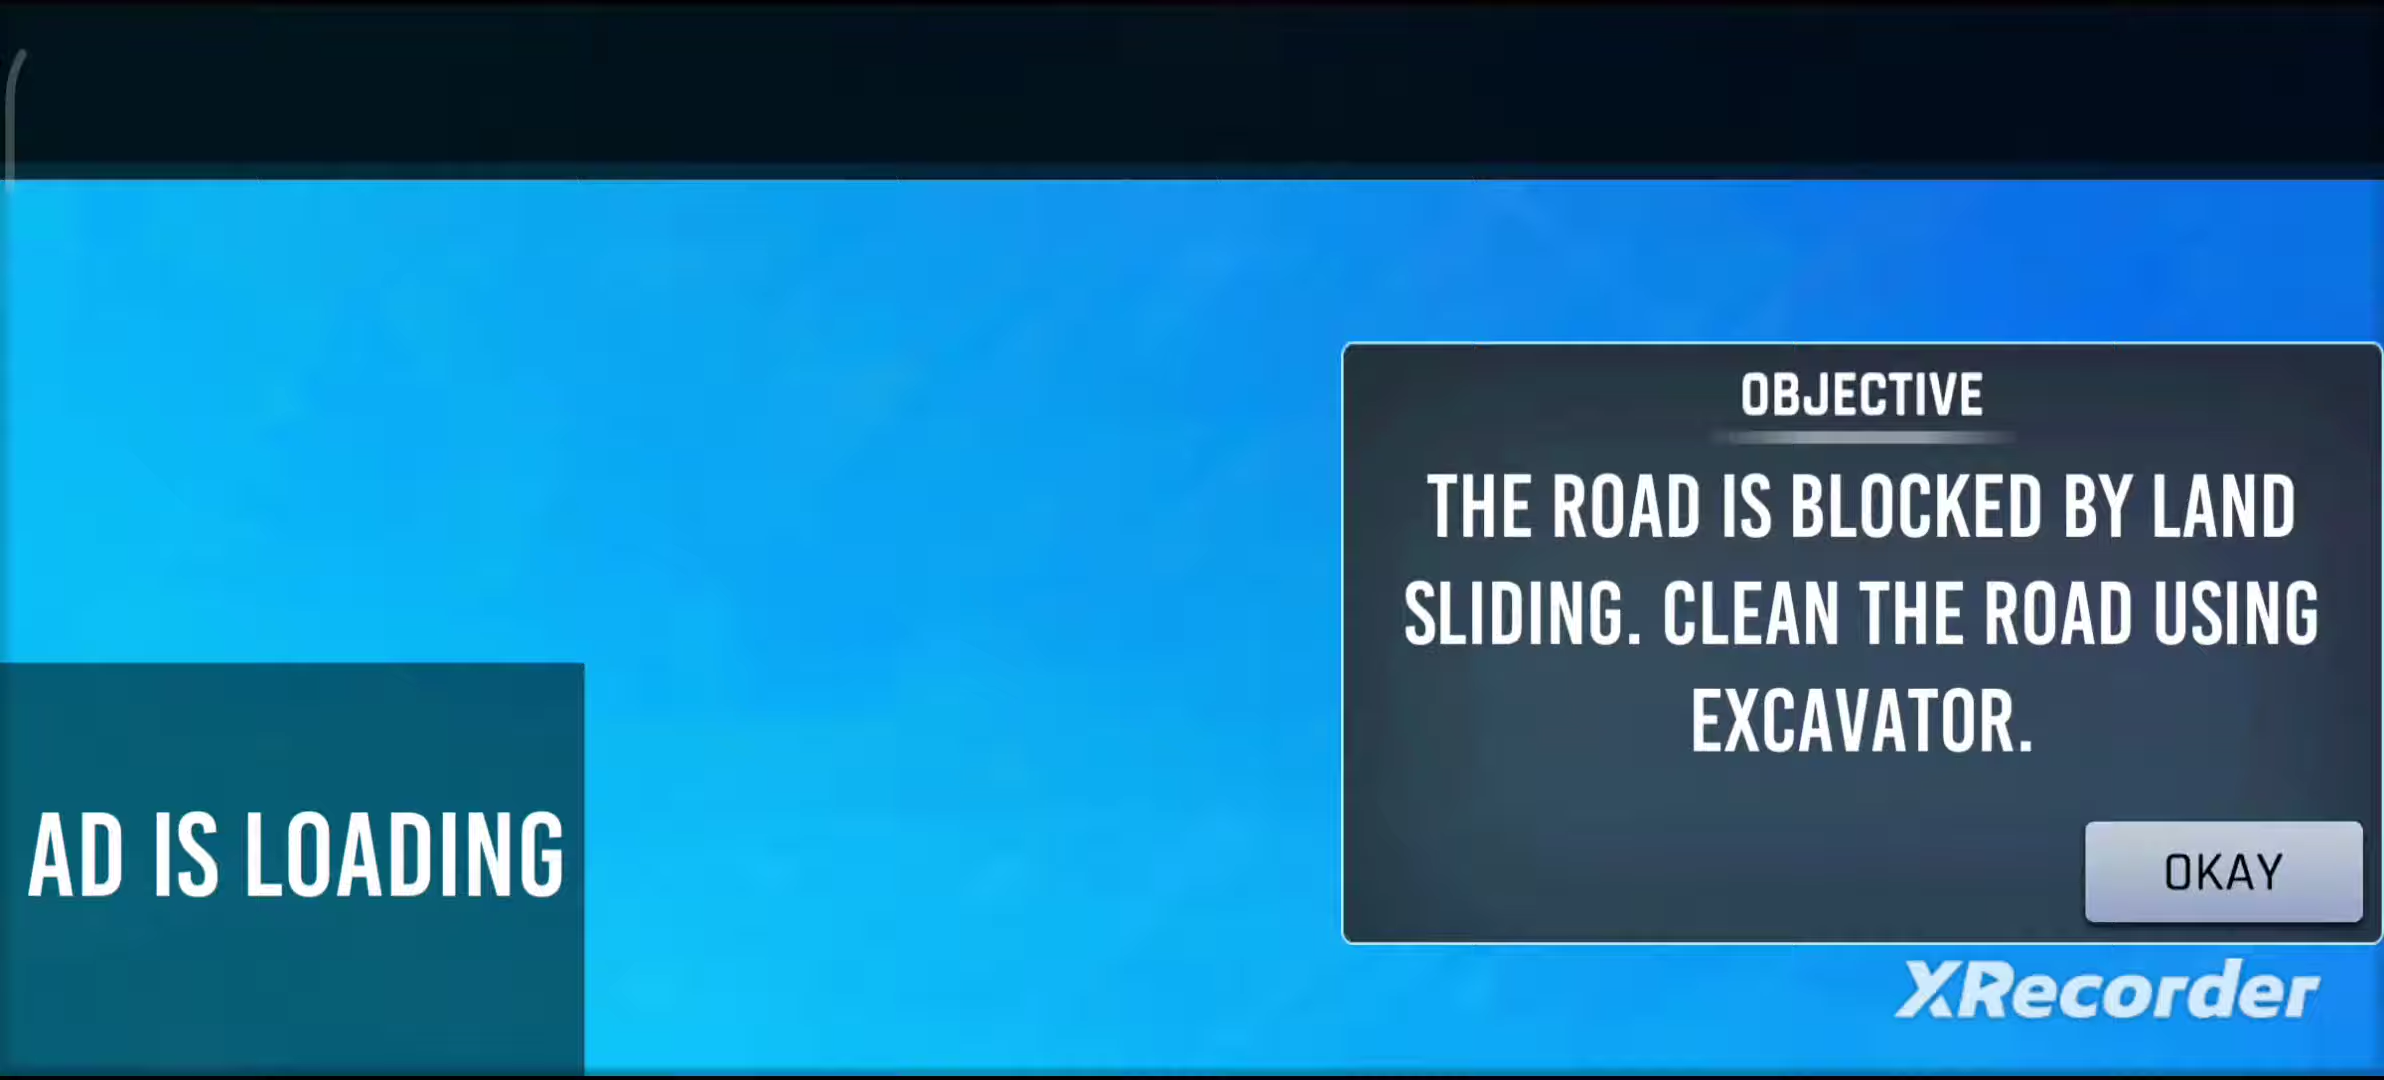 OBJECTIVE
THE ROAD IS BLOCKED BY LAND
SLIDING. CLEAN THE ROAD USING
EXCAVATOR.
AD IS LOADING
OKAY
XRecorder